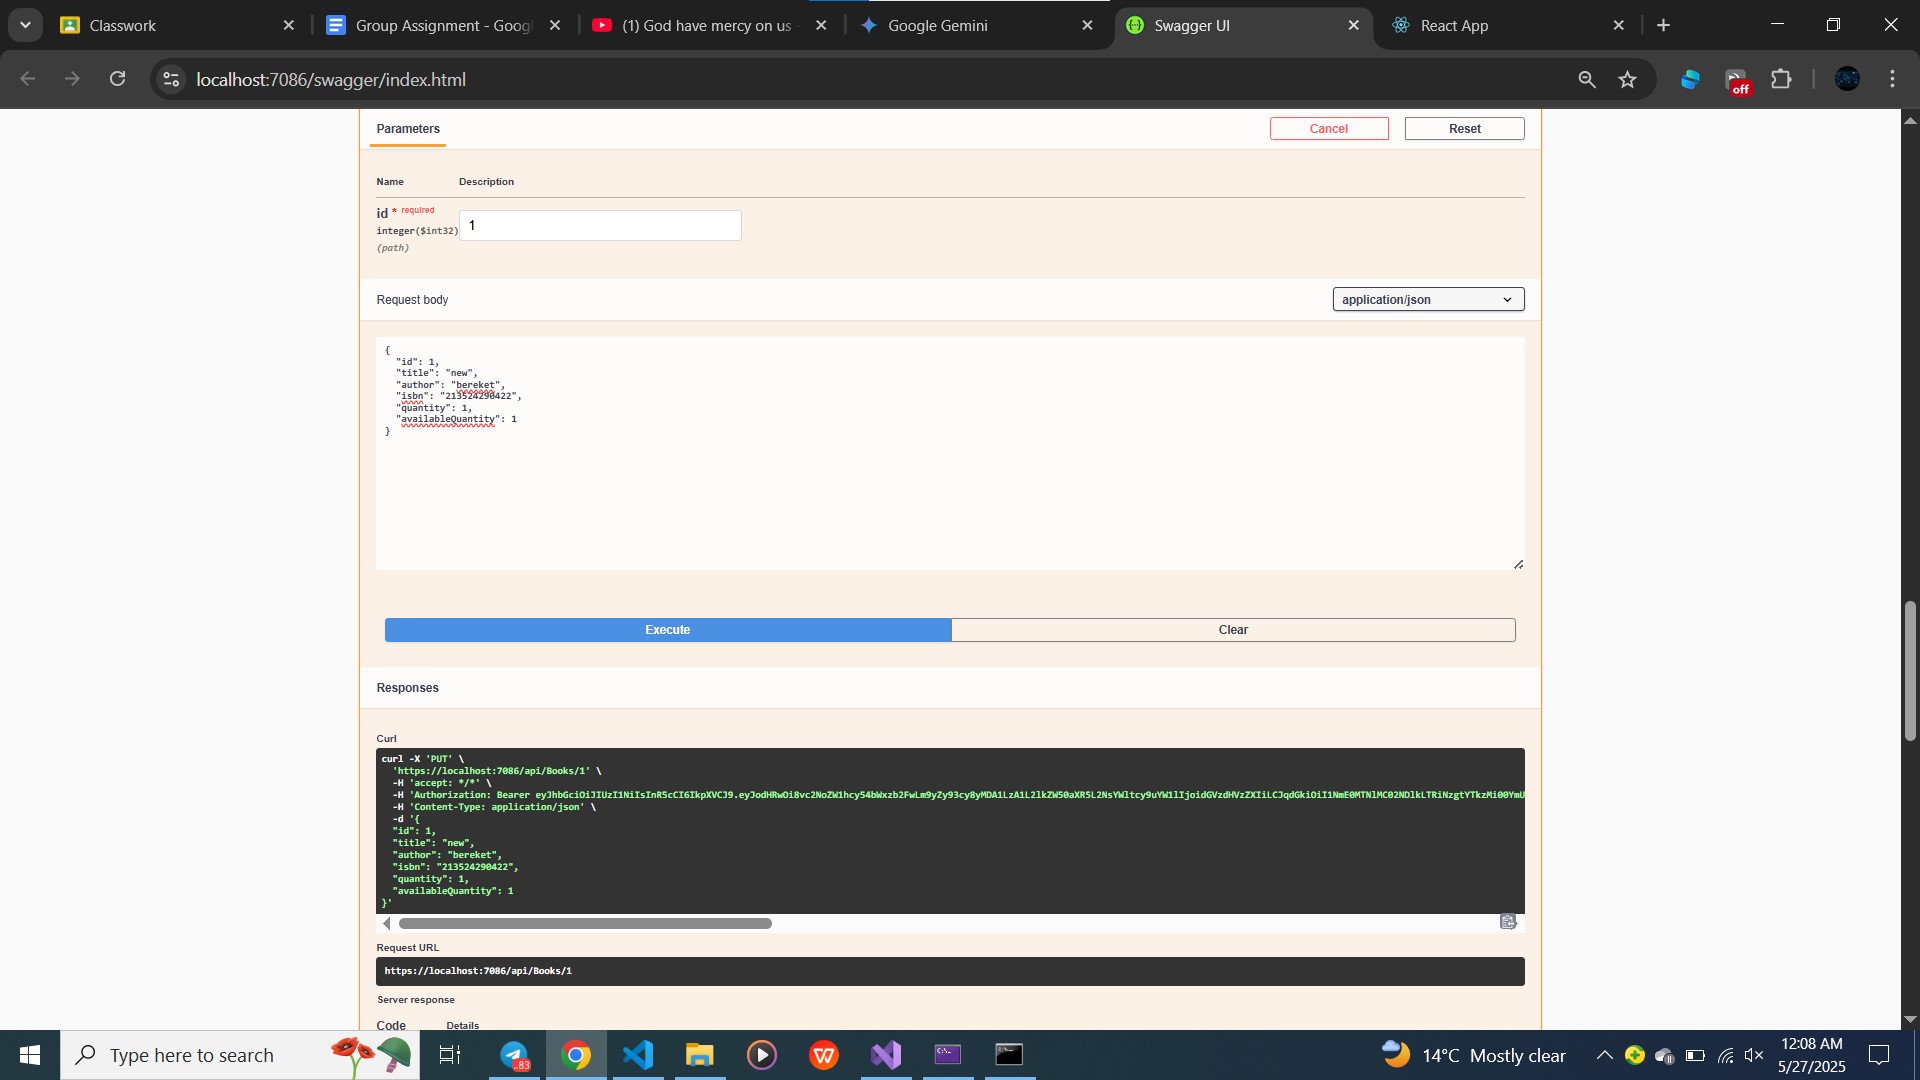 Classwork
Group Assignment - Goog
(1) God have mercy on us
Google Gemini
Swagger UI
React App
localhost:7086/swagger/index.html
off
Parameters
Cancel
Reset
Name
Description
id * required
integer($int32)
(path)
1
Request body
application/json
{
"id": 1,
"title": "new",
"author": "bereket",
"isbn": "213524290422",
"quantity": 1,
"availableQuantity": 1
}
Execute
Clear
Responses
Curl
curl -X 'PUT' \
'https://localhost:7086/api/Books/1' \
-H 'accept: */*' \
-H 'Authorization: Bearer
-H 'Content-Type: application/json' \
-d '{
"id": 1,
"title": "new",
"author": "bereket",
"isbn": "213524290422",
"quantity": 1,
"availableQuantity": 1
}'
Request URL
https://localhost:7086/api/Books/1
Server response
Code
Details
Type here to search
..83
14°C Mostly clear
12:08 AM
5/27/2025